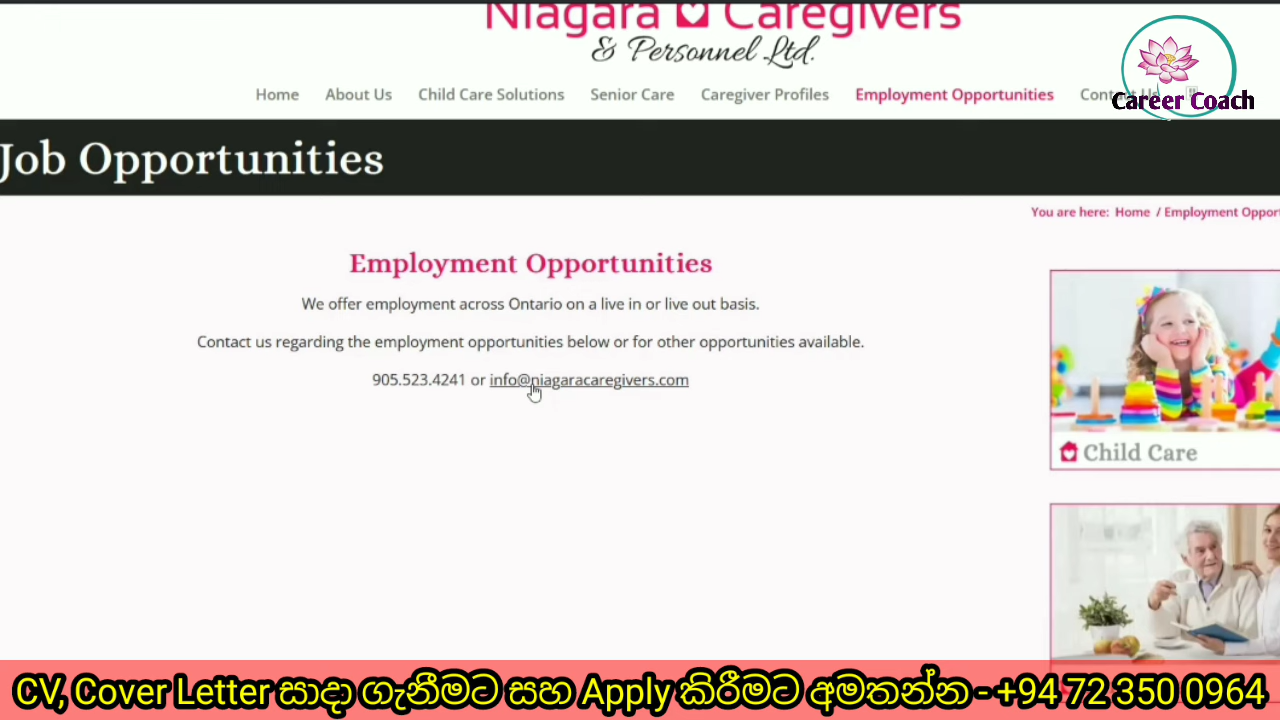 Niagara Caregivers
& Personnel Ltd.
Career Coach
Home About Us Child Care Solutions Senior Care Caregiver Profiles Employment Opportunities Contact Us
Job Opportunities
You are here: Home / Employment Opport
Employment Opportunities
We offer employment across Ontario on a live in or live out basis.
Contact us regarding the employment opportunities below or for other opportunities available.
905.523.4241 or info@niagaracaregivers.com
Child Care
CV, Cover Letter සාදා ගැනීමට සහ Apply කිරීමට අමතන්න - +94 72 350 0964